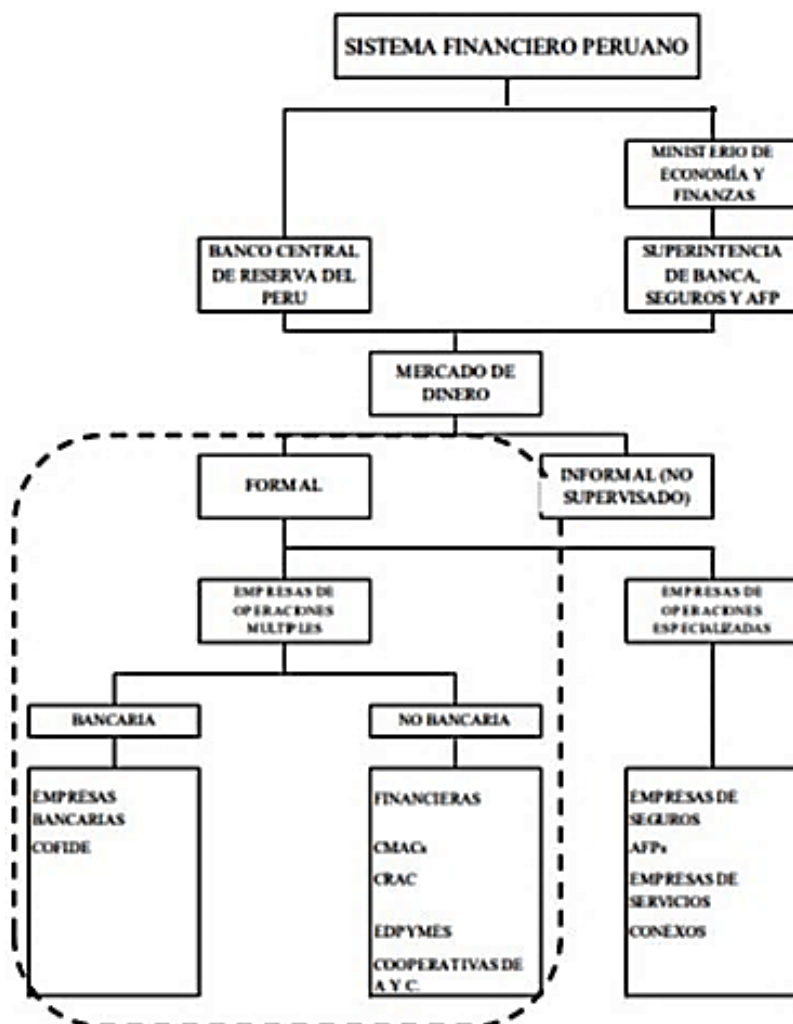 SISTEMA FINANCIERO PERUANO
MINISTERIO DE
ECONOMÍA Y
FINANZAS
BANCO CENTRAL
DE RESERVA DEL
PERU
SUPERINTENCIA
DE BANCA,
SEGUROS Y AFP
MERCADO DE
DINERO
FORMAL
INFORMAL (NO
SUPERVISADO)
EMPRESAS DE
OPERACIONES
MULTIPLES
EMPRESAS DE
OPERACIONES
ESPECIALIZADAS
BANCARIA
NO BANCARIA
EMPRESAS
BANCARIAS
COFIDE
FINANCIERAS
CMACs
CRAC
EDPYMES
COOPERATIVAS DE
A Y C.
EMPRESAS DE
SEGUROS
AFPs
EMPRESAS DE
SERVICIOS
CONEXOS